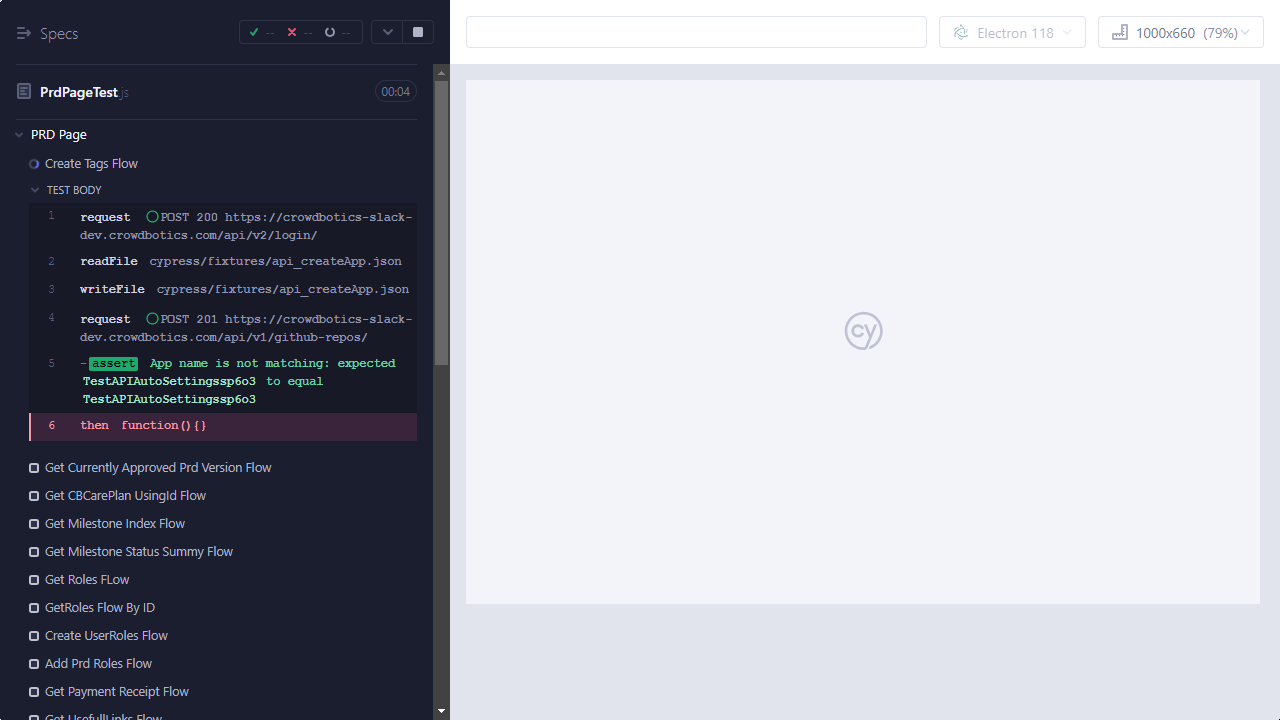 Specs
--
--
--
Electron 118
1000x660 (79%)
PrdPageTest.js
00:04
PRD Page
Create Tags Flow
TEST BODY
1 request POST 200 https://crowdbotics-slack-
dev.crowdbotics.com/api/v2/login/
2 readFile cypress/fixtures/api_createApp.json
3 writeFile cypress/fixtures/api_createApp.json
4 request POST 201 https://crowdbotics-slack-
dev.crowdbotics.com/api/v1/github-repos/
5 -assert App name is not matching: expected
TestAPIAutoSettingssp6o3 to equal
TestAPIAutoSettingssp6o3
6 then function(){}
Get Currently Approved Prd Version Flow
Get CBCarePlan UsingId Flow
Get Milestone Index Flow
Get Milestone Status Summy Flow
Get Roles FLow
GetRoles Flow By ID
Create UserRoles Flow
Add Prd Roles Flow
Get Payment Receipt Flow
Get UsefullLinks Flow
cy